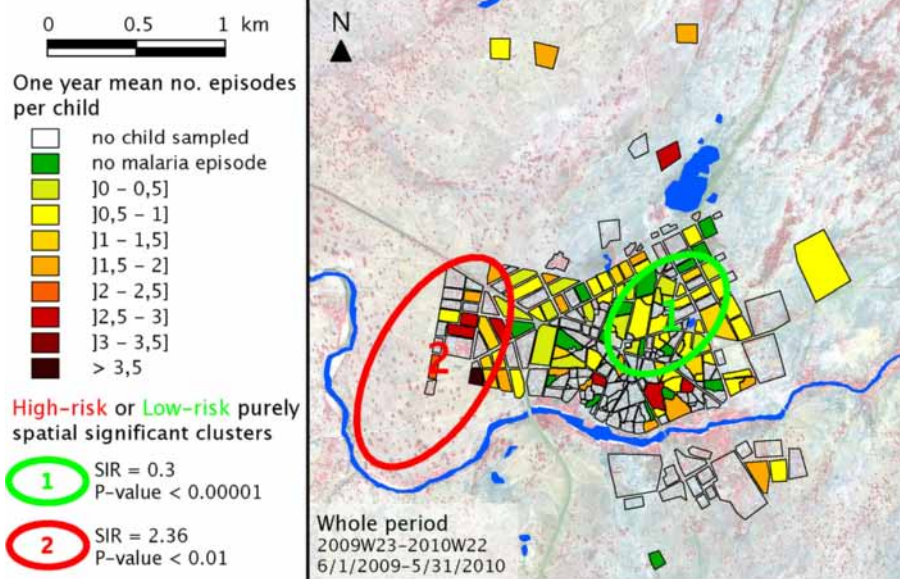 0 0.5 1 km
One year mean no. episodes
per child
no child sampled
no malaria episode
]0 - 0,5]
]0,5 - 1]
]1 - 1,5]
]1,5 - 2]
]2 - 2,5]
]2,5 - 3]
]3 - 3,5]
> 3,5
High-risk or Low-risk purely
spatial significant clusters
1
SIR = 0.3
P-value < 0.00001
2
SIR = 2.36
P-value < 0.01
N
1
2
Whole period
2009W23-2010W22
6/1/2009-5/31/2010